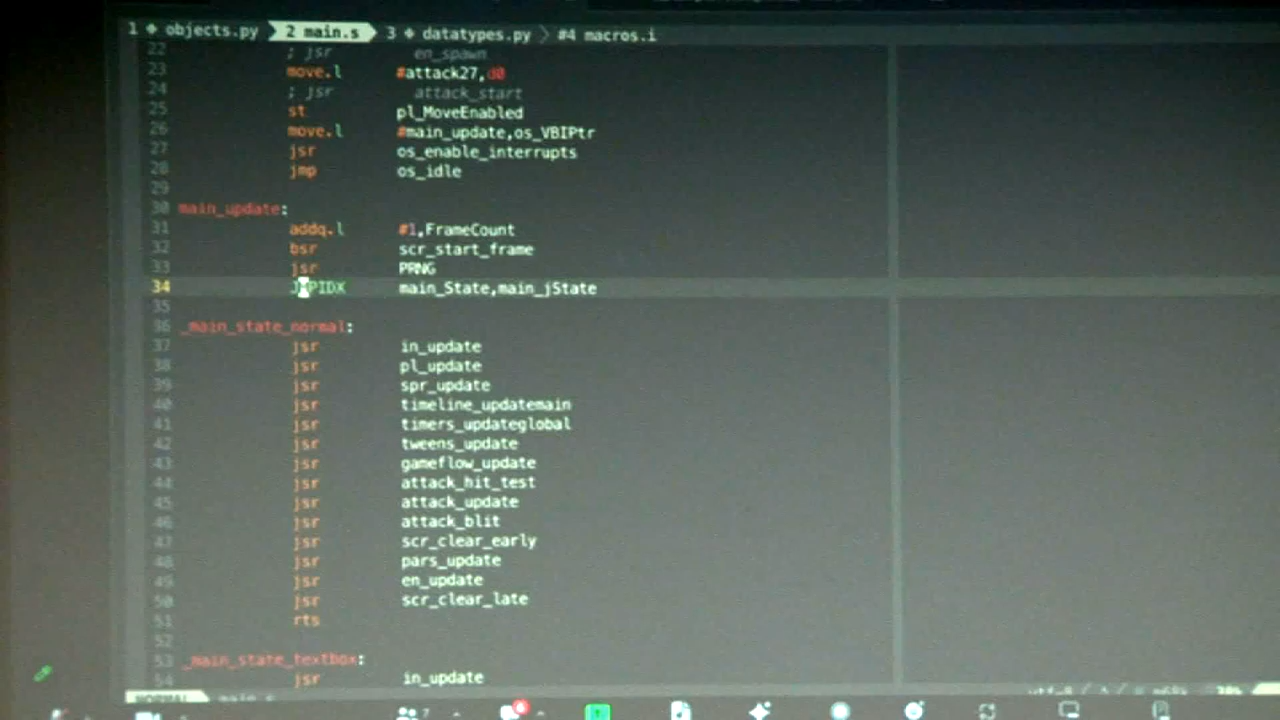 1 objects.py 2 main.s 3 datatypes.py #4 macros.i
22 ; jsr en_spawn
23 move.l #attack27,d0
24 ; jsr attack_start
25 st pl_MoveEnabled
26 move.l #main_update,os_VBIPtr
27 jsr os_enable_interrupts
28 jmp os_idle
29
30 main_update:
31 addq.l #1,FrameCount
32 bsr scr_start_frame
33 jsr PRNG
34 JMPIDX main_State,main_jState
35
36 _main_state_normal:
37 jsr in_update
38 jsr pl_update
39 jsr spr_update
40 jsr timeline_updatemain
41 jsr timers_updateglobal
42 jsr tweens_update
43 jsr gameflow_update
44 jsr attack_hit_test
45 jsr attack_update
46 jsr attack_blit
47 jsr scr_clear_early
48 jsr pars_update
49 jsr en_update
50 jsr scr_clear_late
51 rts
52
53 _main_state_textbox:
54 jsr in_update
NORMAL main.s
7